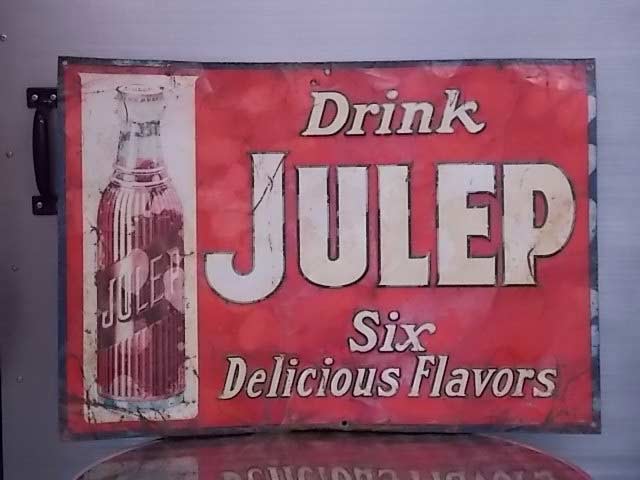 Drink
JULEP
Six
Delicious Flavors
JULEP